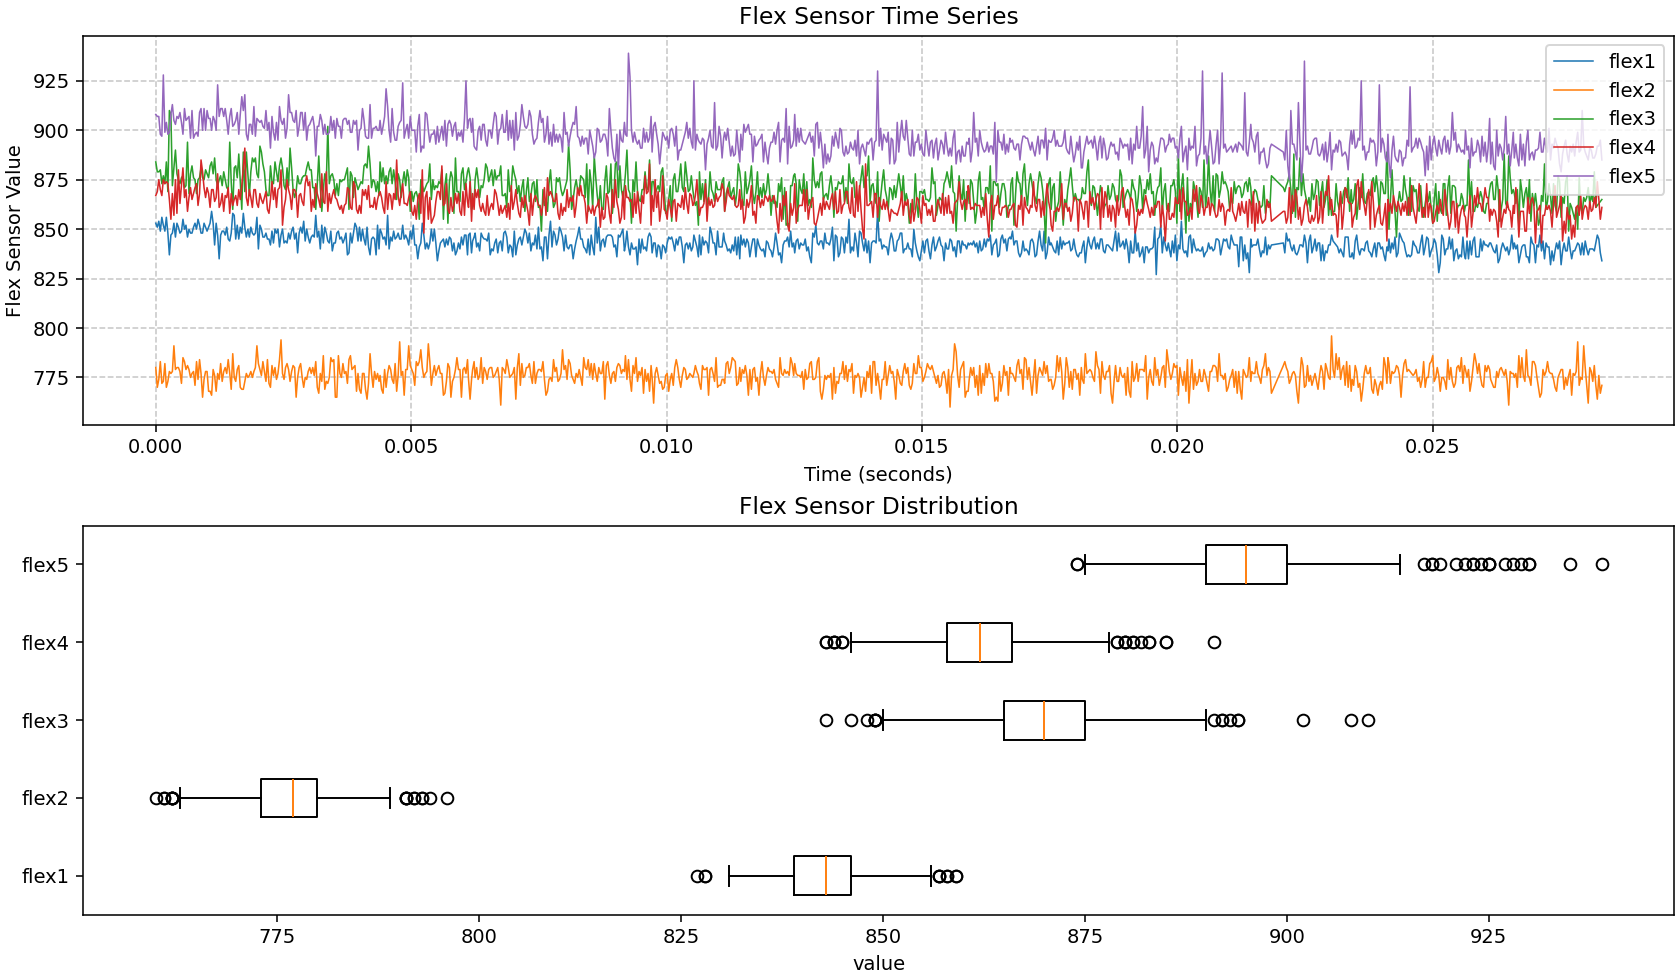 Flex Sensor Time Series
Flex Sensor Value
925
900
875
850
825
800
775
flex1
flex2
flex3
flex4
flex5
0.000 0.005 0.010 0.015 0.020 0.025
Time (seconds)
Flex Sensor Distribution
flex5
flex4
flex3
flex2
flex1
775 800 825 850 875 900 925
value